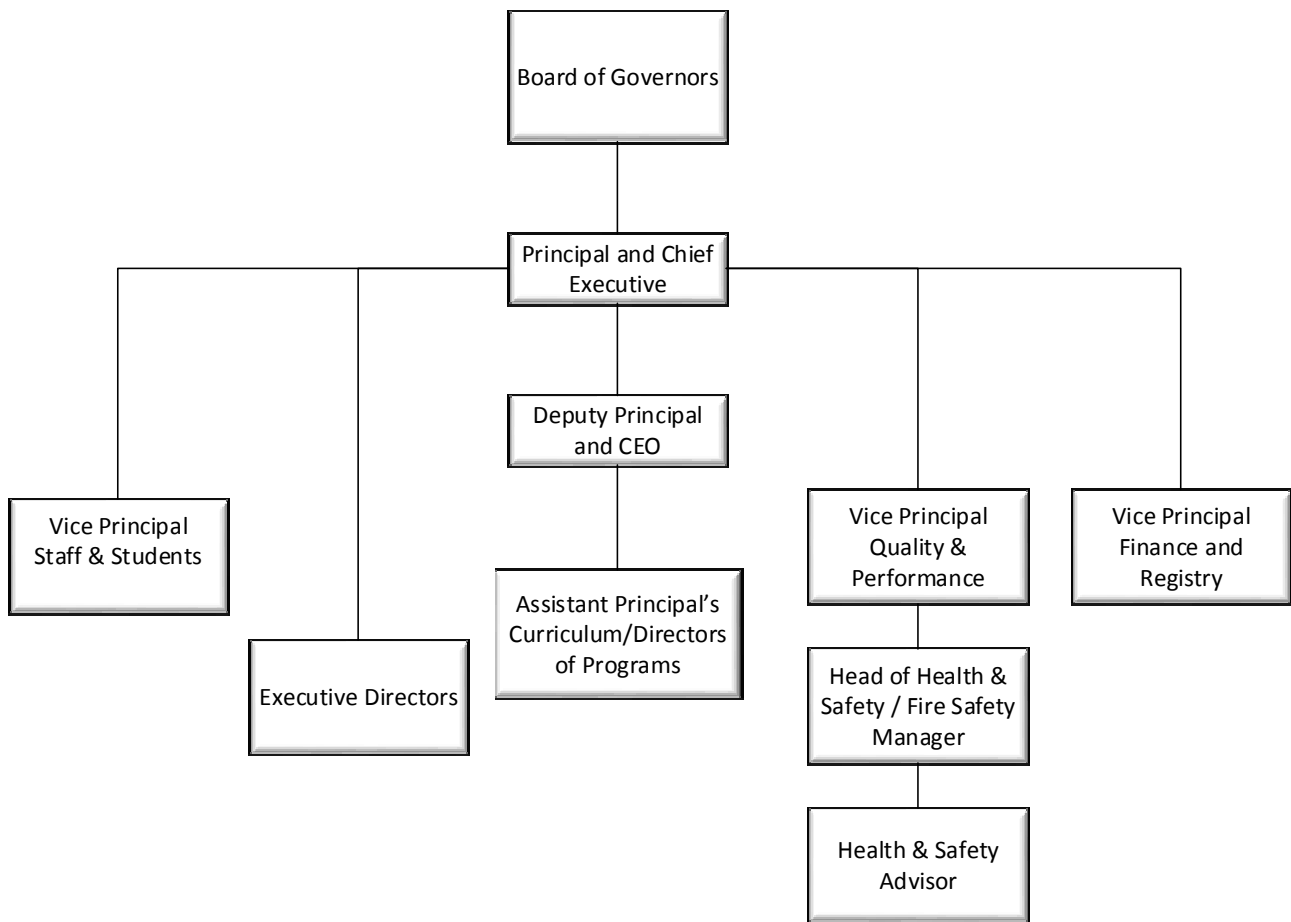 Board of Governors
Principal and Chief
Executive
Deputy Principal
and CEO
Vice Principal
Staff & Students
Executive Directors
Assistant Principal’s
Curriculum/Directors
of Programs
Vice Principal
Quality &
Performance
Head of Health &
Safety / Fire Safety
Manager
Health & Safety
Advisor
Vice Principal
Finance and
Registry